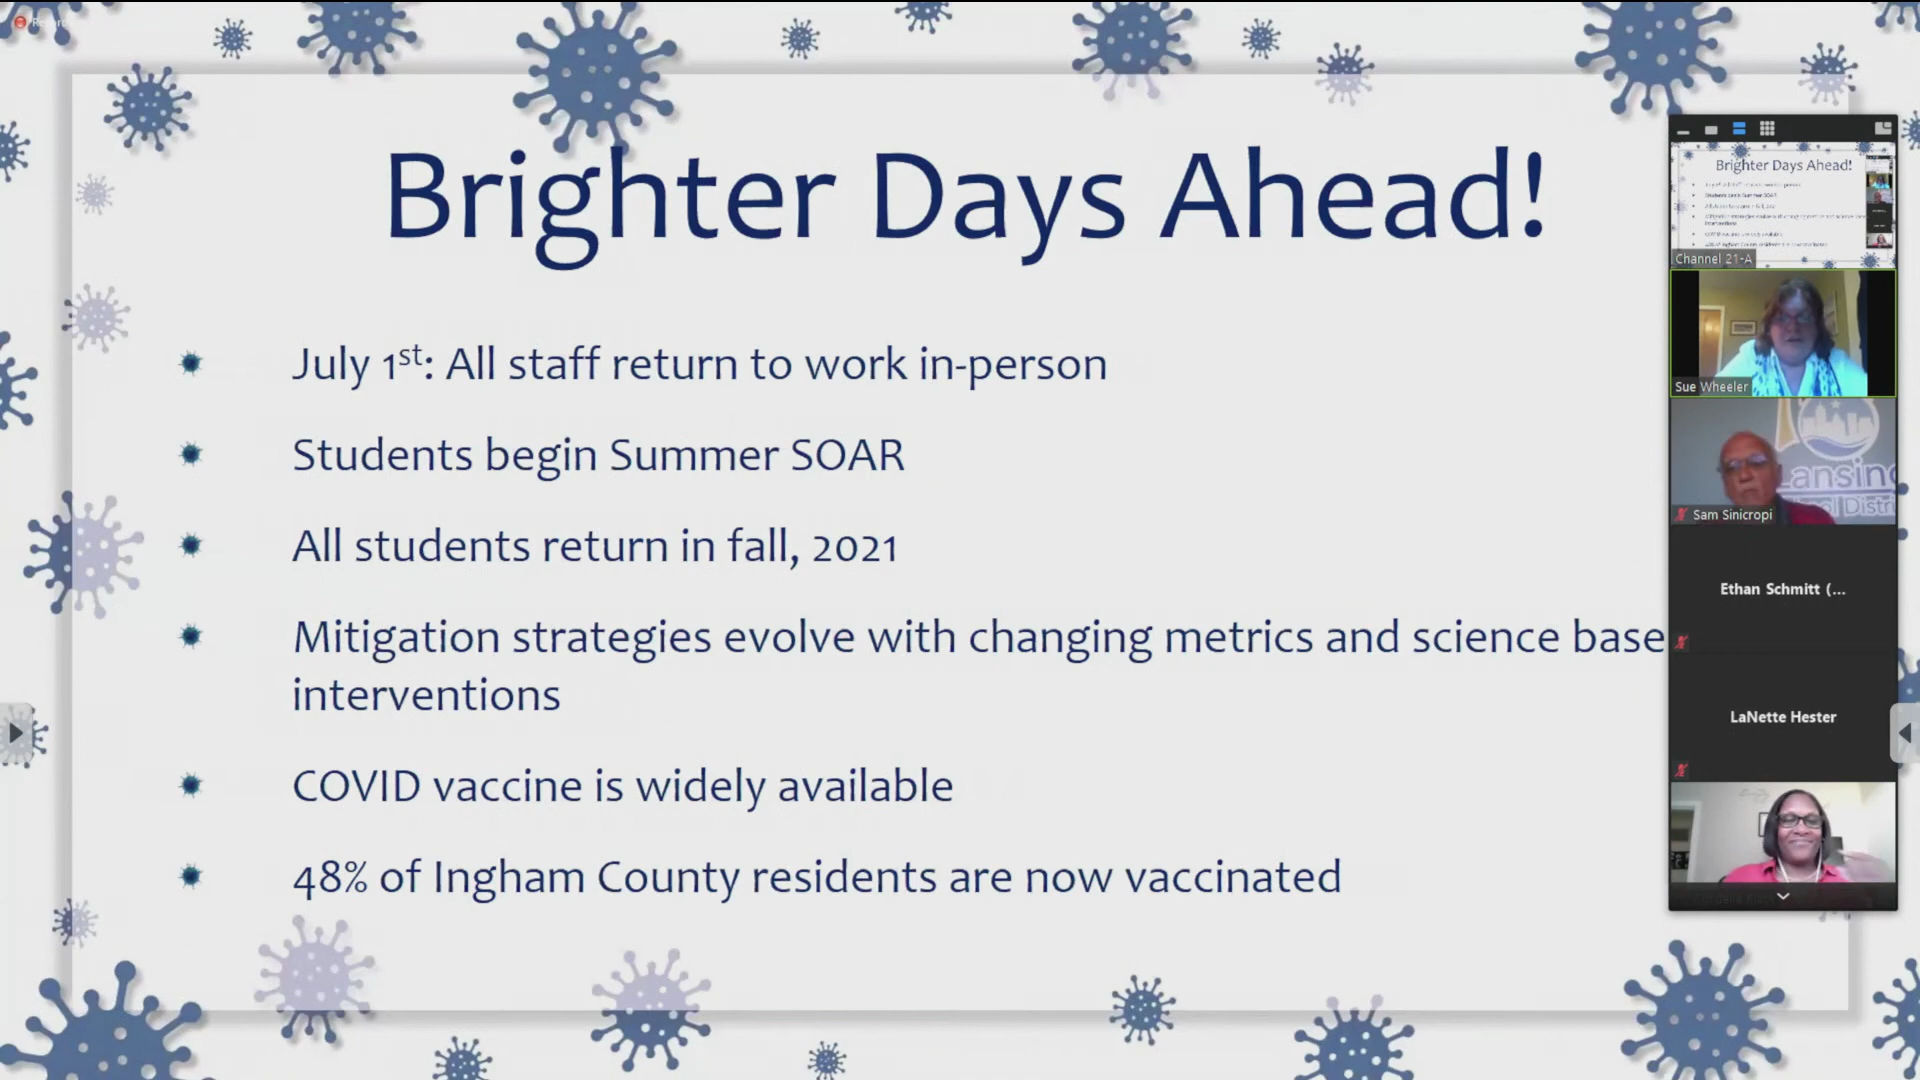 Brighter Days Ahead!
July 1st: All staff return to work in-person
Students begin Summer SOAR
All students return in fall, 2021
Mitigation strategies evolve with changing metrics and science base
interventions
COVID vaccine is widely available
48% of Ingham County residents are now vaccinated
Brighter Days Ahead!
Channel 21-A
Sue Wheeler
Lansing
School Distr
Sam Sinicropi
Ethan Schmitt (...
LaNette Hester